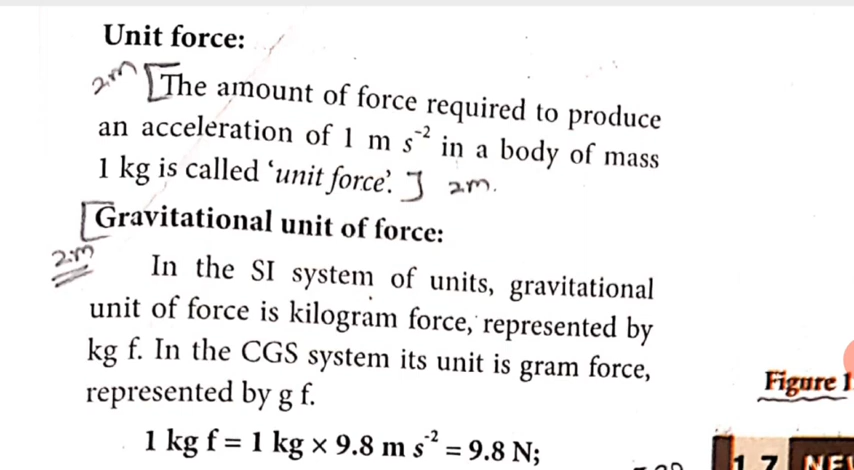 Unit force:
2m [The amount of force required to produce
an acceleration of 1 m s⁻² in a body of mass
1 kg is called ‘unit force’. ] 2m.
[Gravitational unit of force:
2m In the SI system of units, gravitational
unit of force is kilogram force, represented by
kg f. In the CGS system its unit is gram force,
represented by g f.
Figure 1
1 kg f = 1 kg × 9.8 m s⁻² = 9.8 N;
1.7